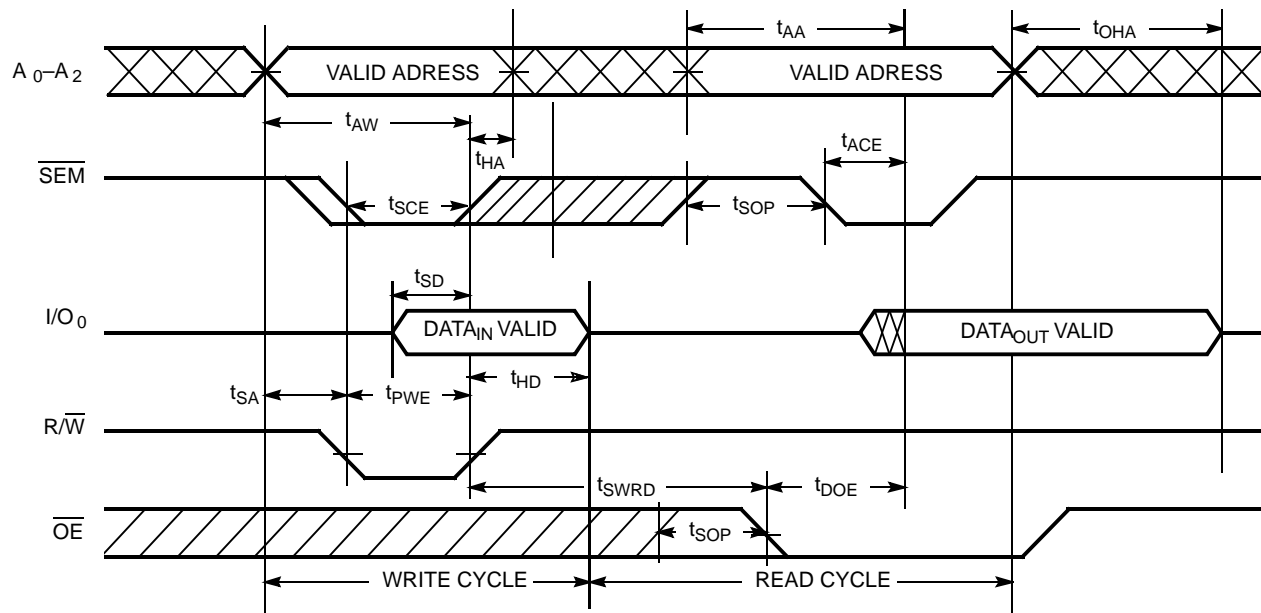 tAA
tOHA
A0–A2
VALID ADRESS
VALID ADRESS
tAW
tHA
tACE
SEM
tSCE
tSOP
tSD
I/O0
DATAIN VALID
DATAOUT VALID
tSA
tPWE
tHD
R/W
tSWRD
tDOE
OE
tSOP
WRITE CYCLE
READ CYCLE